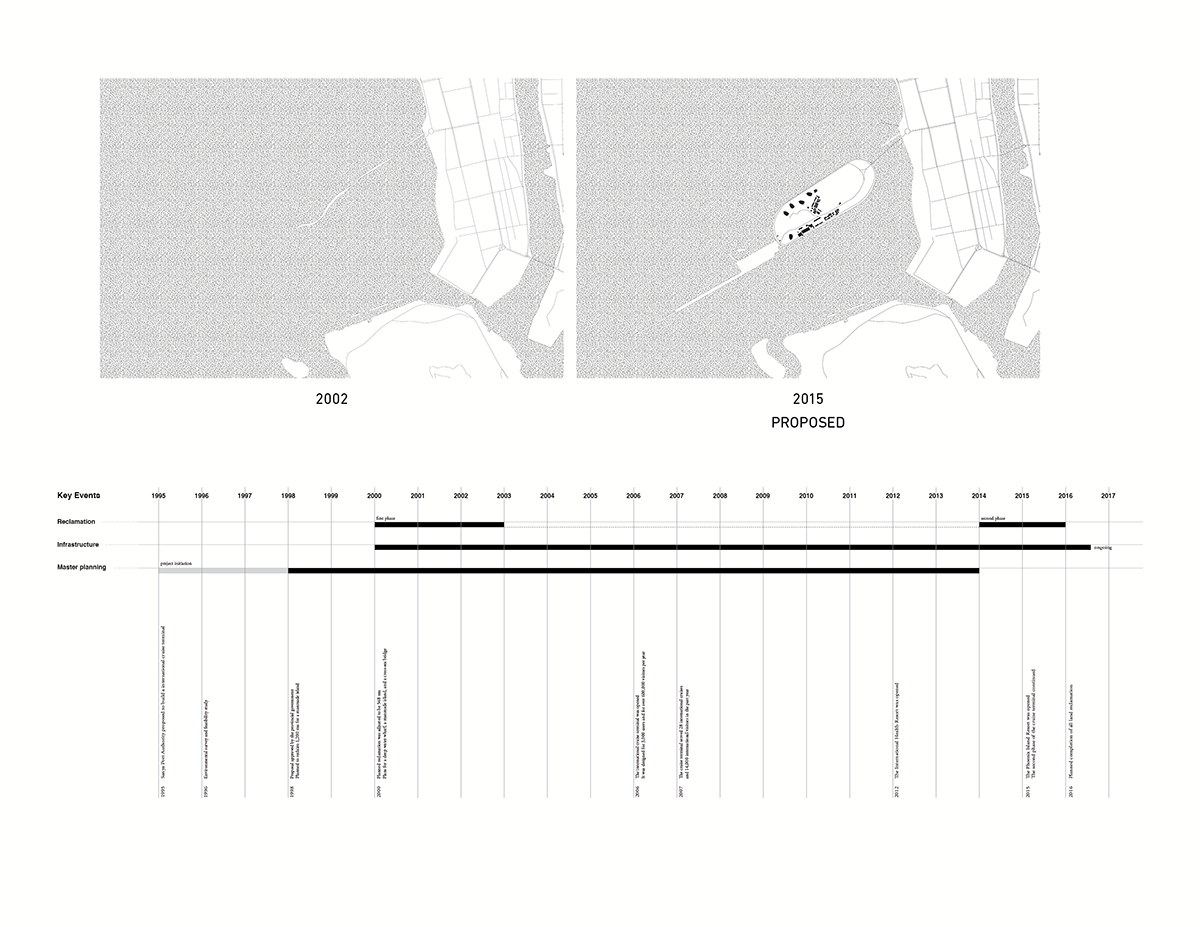 2002
2015
PROPOSED
Key Events
1995 1996 1997 1998 1999 2000 2001 2002 2003 2004 2005 2006 2007 2008 2009 2010 2011 2012 2013 2014 2015 2016 2017
Reclamation
first phase
second phase
Infrastructure
ongoing
Master planning
project initiation
1995 Sanya Port Authority proposed to build a international cruise terminal
1996 Environmental survey and feasibility study
1998 Proposal approved by the provincial government
Planned to reclaim 1,200 mu for a manmade island
2000 Planned reclamation was adjusted to be 548 mu
Plans for a deep water wharf, a manmade island, and a cross-sea bridge
2006 The international cruise terminal was opened
It was designed for 3,000 users and for over 600,000 visitors per year
2007 The cruise terminal served 28 international cruises
and international visitors in the past year
2012 The International Health Resort was opened
2015 The Phoenix Island Resort was opened
The second phase of the cruise terminal continued
2016 Planned completion of all land reclamation